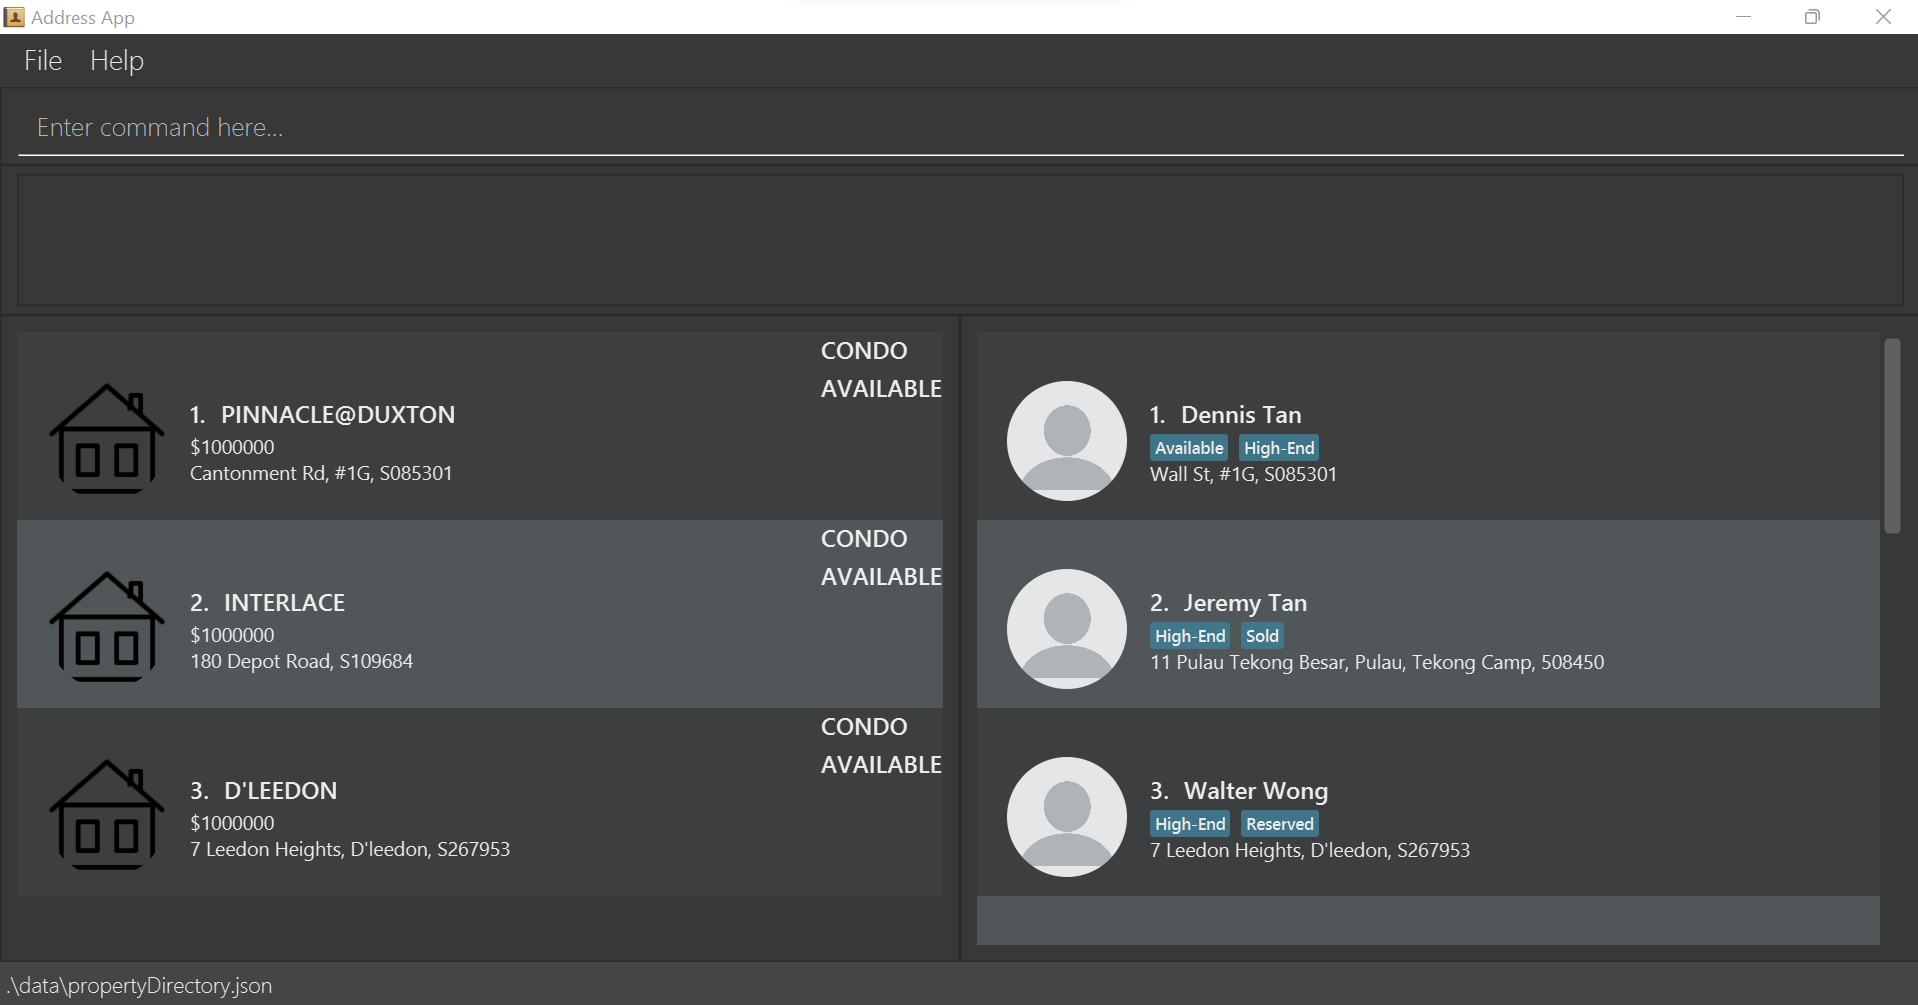 Address App
File Help
Enter command here...
CONDO
AVAILABLE
1. PINNACLE@DUXTON
$1000000
Cantonment Rd, #1G, S085301
CONDO
AVAILABLE
2. INTERLACE
$1000000
180 Depot Road, S109684
CONDO
AVAILABLE
3. D'LEEDON
$1000000
7 Leedon Heights, D'leedon, S267953
1. Dennis Tan
Available High-End
Wall St, #1G, S085301
2. Jeremy Tan
High-End Sold
11 Pulau Tekong Besar, Pulau, Tekong Camp, 508450
3. Walter Wong
High-End Reserved
7 Leedon Heights, D'leedon, S267953
.\data\propertyDirectory.json